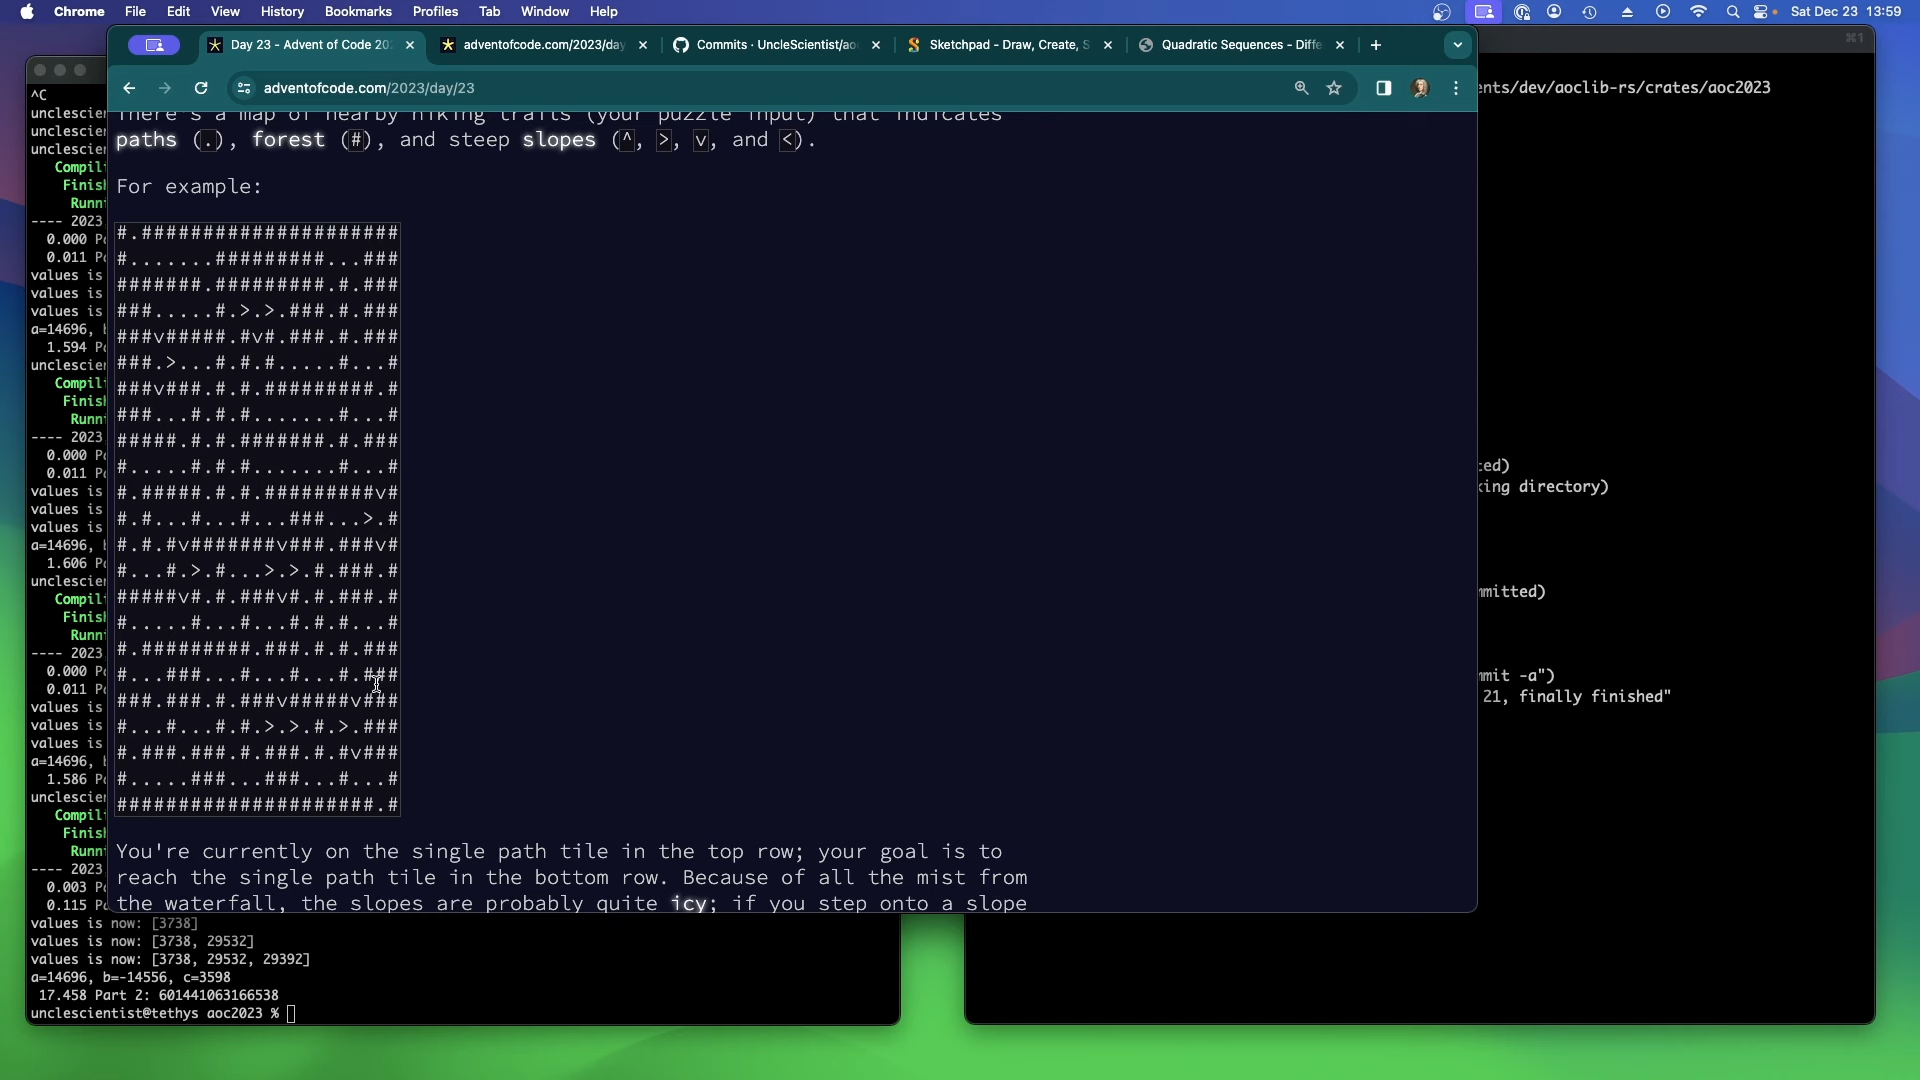 Chrome File Edit View History Bookmarks Profiles Tab Window Help Sat Dec 23 13:59
Day 23 - Advent of Code 20
adventofcode.com/2023/day
Commits · UncleScientist/ao
Sketchpad - Draw, Create, S
Quadratic Sequences - Diffe
⌘1
adventofcode.com/2023/day/23
There's a map of nearby hiking trails (your puzzle input) that indicates
paths (.), forest (#), and steep slopes (^, >, v, and <).
For example:
#.#####################
#.......#########...###
#######.#########.#.###
###.....#.>.>.###.#.###
###v#####.#v#.###.#.###
###.>...#.#.#.....#...#
###v###.#.#.#########.#
###...#.#.#.......#...#
#####.#.#.#######.#.###
#.....#.#.#.......#...#
#.#####.#.#.#########v#
#.#...#...#...###...>.#
#.#.#v#######v###.###v#
#...#.>.#...>.>.#.###.#
#####v#.#.###v#.#.###.#
#.....#...#...#.#.#...#
#.#########.###.#.#.###
#...###...#...#...#.###
###.###.#.###v#####v###
#...#...#.#.>.>.#.>.###
#.###.###.#.###.#.#v###
#.....###...###...#...#
#####################.#
You're currently on the single path tile in the top row; your goal is to
reach the single path tile in the bottom row. Because of all the mist from
the waterfall, the slopes are probably quite icy; if you step onto a slope
^C
unclescie
unclescie
unclescie
Compil
Finis
Runn
---- 2023
0.000 P
0.011 P
values is
values is
values is
a=14696,
1.594 P
unclescie
Compil
Finis
Runn
---- 2023
0.000 P
0.011 P
values is
values is
values is
a=14696,
1.606 P
unclescie
Compil
Finis
Runn
---- 2023
0.000 P
0.011 P
values is
values is
values is
a=14696,
1.586 P
unclescie
Compil
Finis
Runn
---- 2023
0.003 P
0.115 P
values is now: [3738]
values is now: [3738, 29532]
values is now: [3738, 29532, 29392]
a=14696, b=-14556, c=3598
17.458 Part 2: 601441063166538
unclescientist@tethys aoc2023 %
ents/dev/aoclib-rs/crates/aoc2023
ted)
king directory)
mmitted)
mmit -a")
21, finally finished"